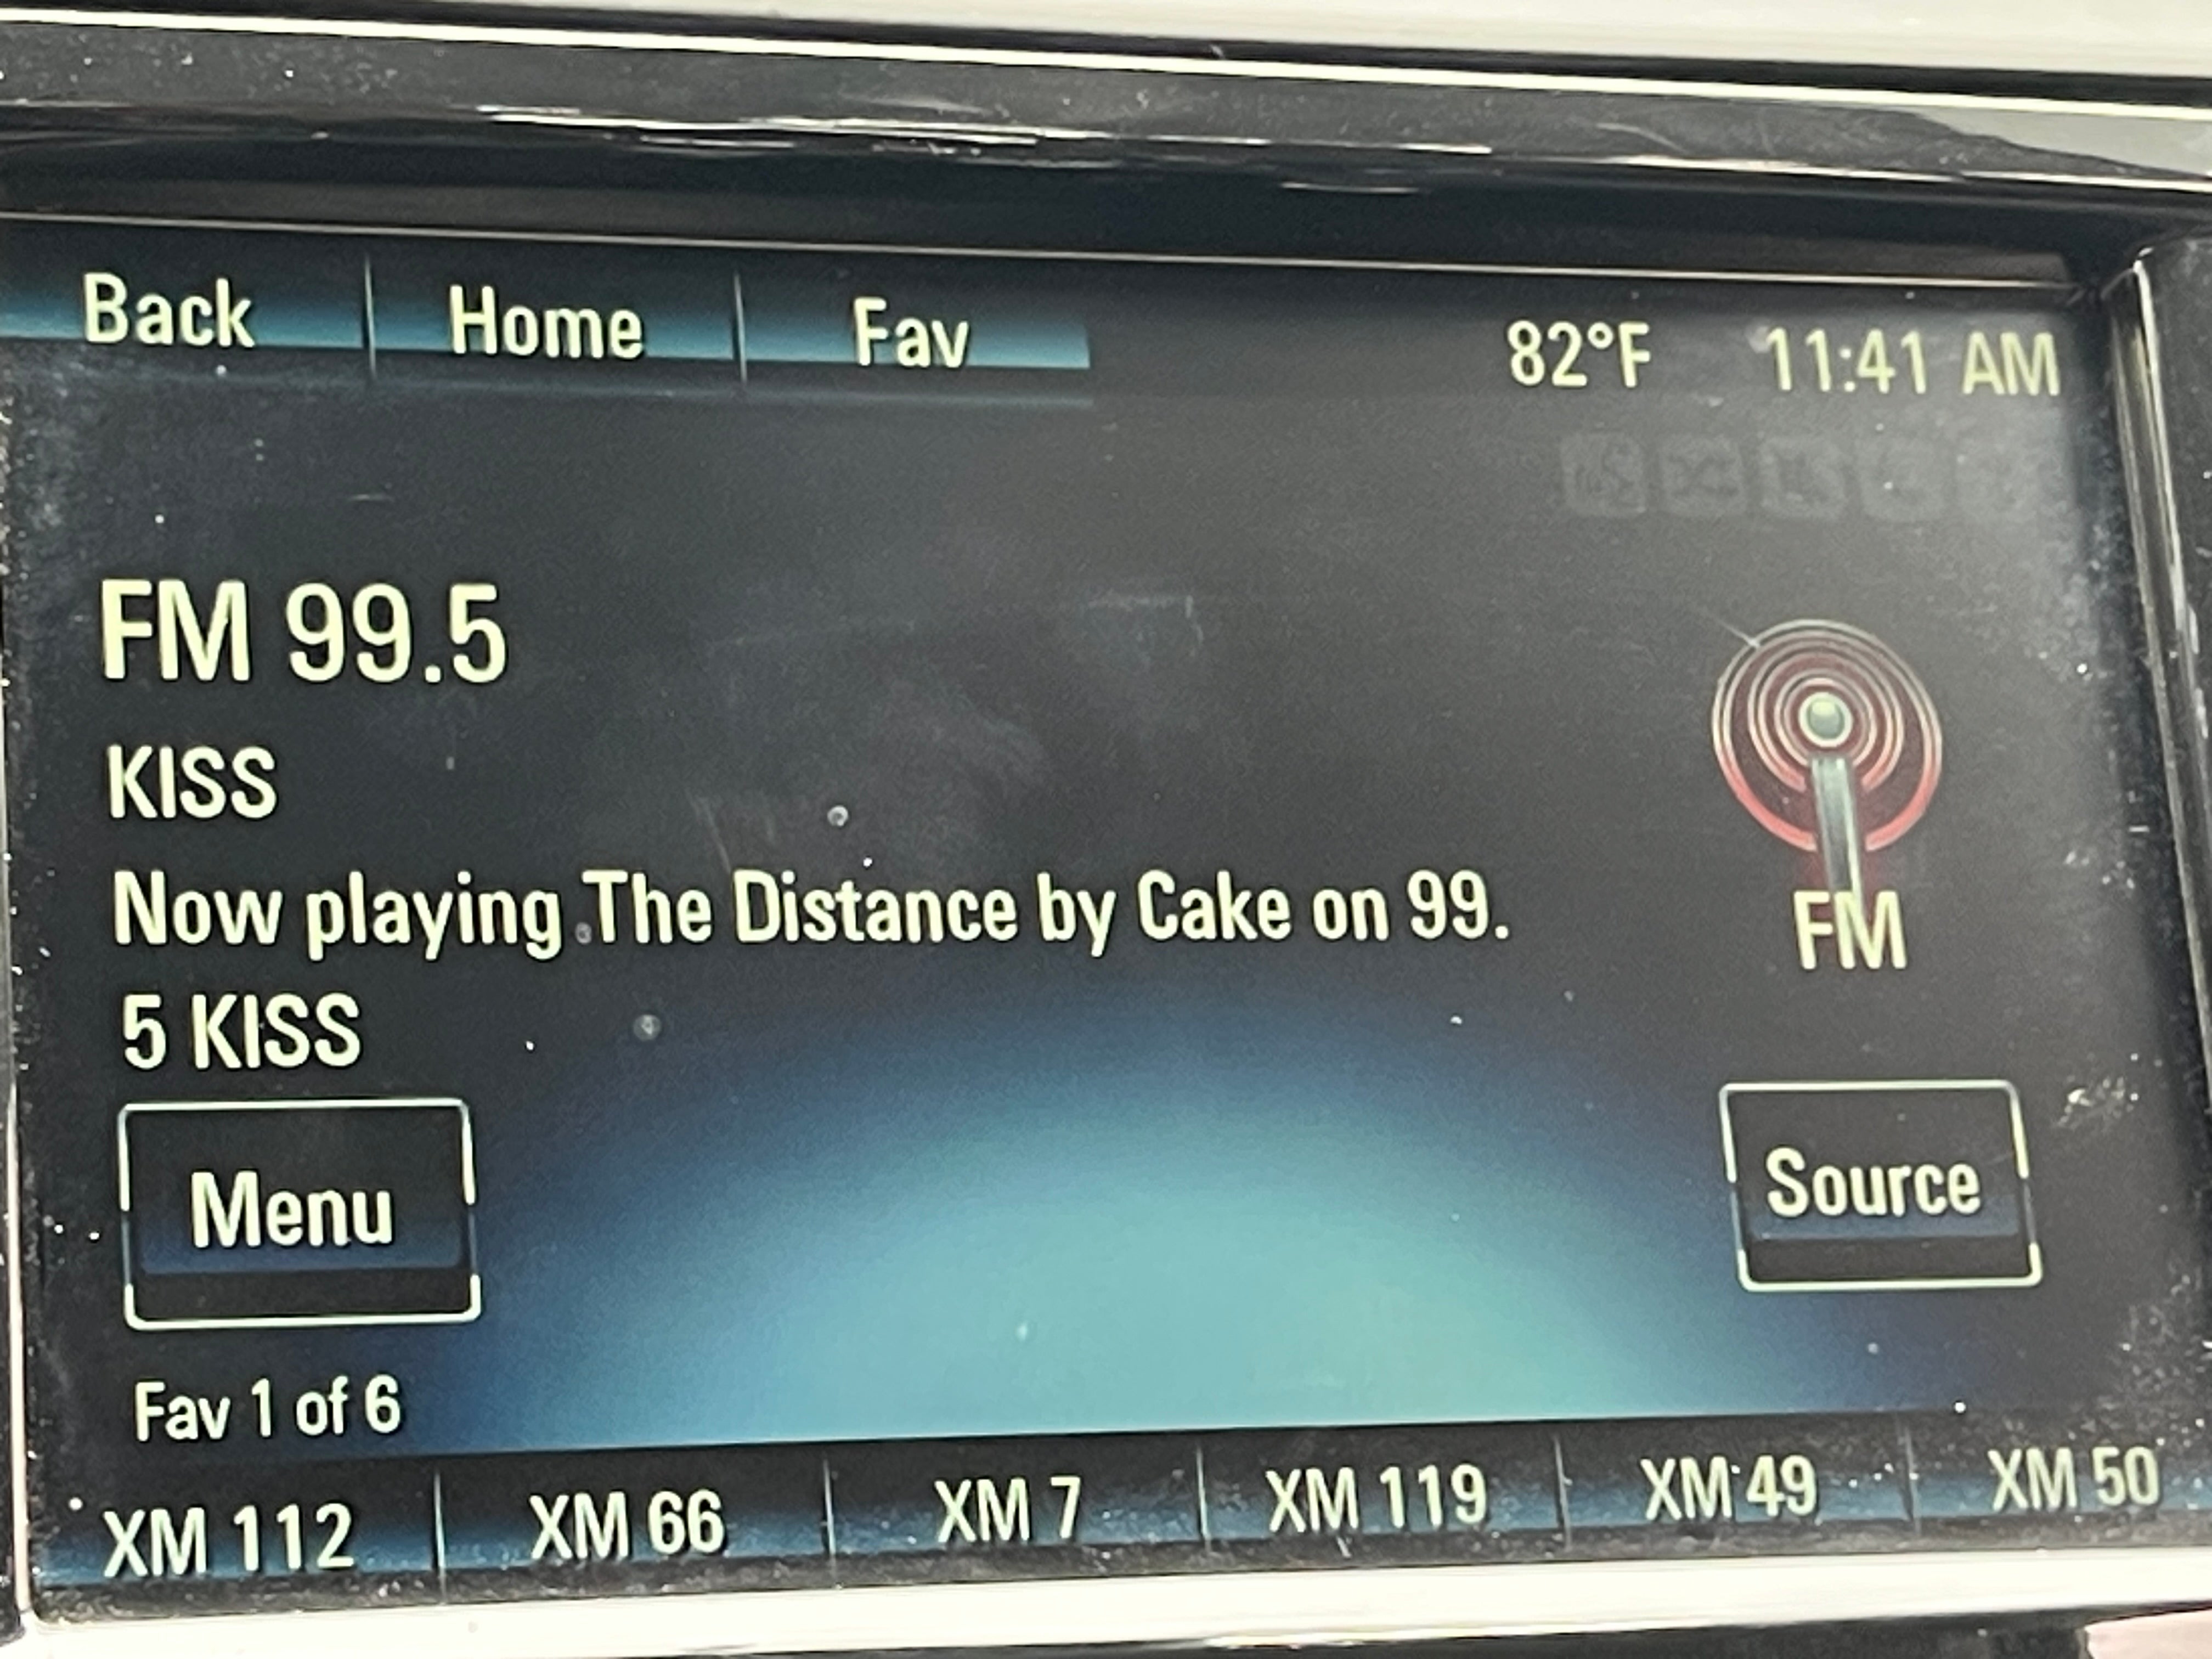 Back Home Fav 82°F 11:41 AM
FM 99.5
KISS
Now playing The Distance by Cake on 99.
5 KISS
FM
Menu
Source
Fav 1 of 6
XM 112 XM 66 XM 7 XM 119 XM 49 XM 50